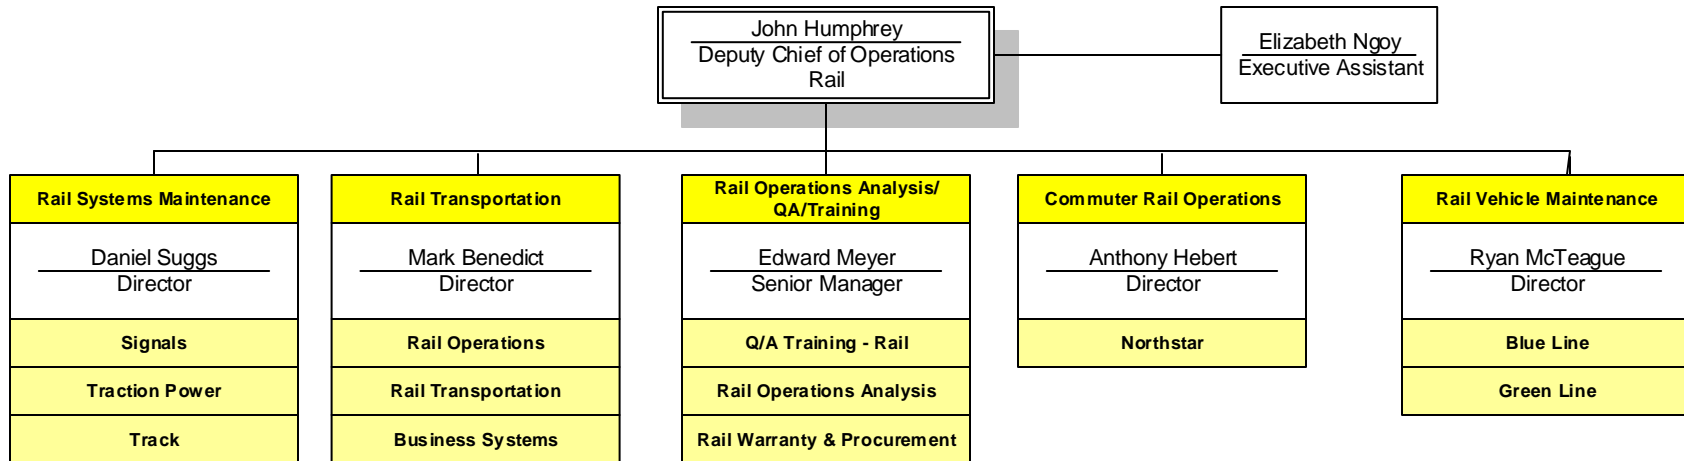 John Humphrey
Deputy Chief of Operations
Rail
Elizabeth Ngoy
Executive Assistant
Rail Systems Maintenance
Daniel Suggs
Director
Signals
Traction Power
Track
Rail Transportation
Mark Benedict
Director
Rail Operations
Rail Transportation
Business Systems
Rail Operations Analysis/
QA/Training
Edward Meyer
Senior Manager
Q/A Training - Rail
Rail Operations Analysis
Rail Warranty & Procurement
Commuter Rail Operations
Anthony Hebert
Director
Northstar
Rail Vehicle Maintenance
Ryan McTeague
Director
Blue Line
Green Line